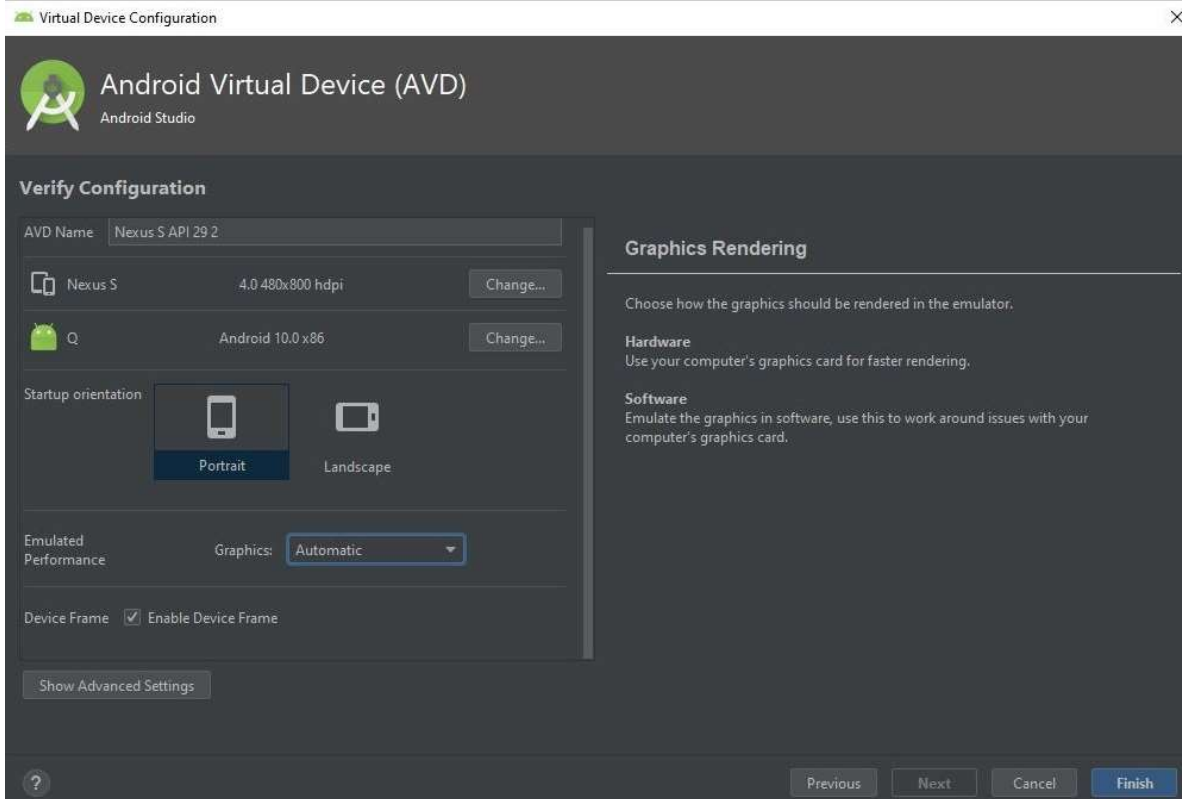 Virtual Device Configuration
Android Virtual Device (AVD)
Android Studio
Verify Configuration
AVD Name Nexus S API 29 2
Nexus S 4.0 480x800 hdpi Change...
Q Android 10.0 x86 Change...
Startup orientation
Portrait
Landscape
Emulated
Performance
Graphics: Automatic
Device Frame Enable Device Frame
Show Advanced Settings
Graphics Rendering
Choose how the graphics should be rendered in the emulator.
Hardware
Use your computer's graphics card for faster rendering.
Software
Emulate the graphics in software, use this to work around issues with your
computer's graphics card.
?
Previous Next Cancel Finish